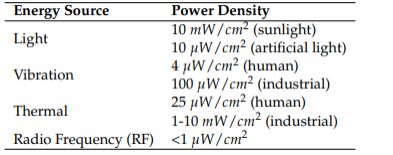 Energy Source Power Density
Light
10 mW/cm² (sunlight)
10 μW/cm² (artificial light)
Vibration
4 μW/cm² (human)
100 μW/cm² (industrial)
Thermal
25 μW/cm² (human)
1-10 mW/cm² (industrial)
Radio Frequency (RF) <1 μW/cm²